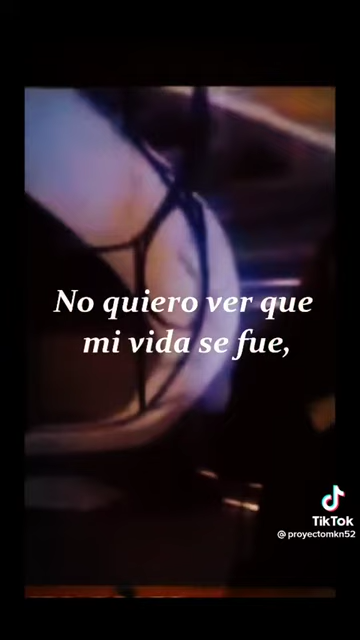 No quiero ver que
mi vida se fue,
TikTok
@ proyectomkn52